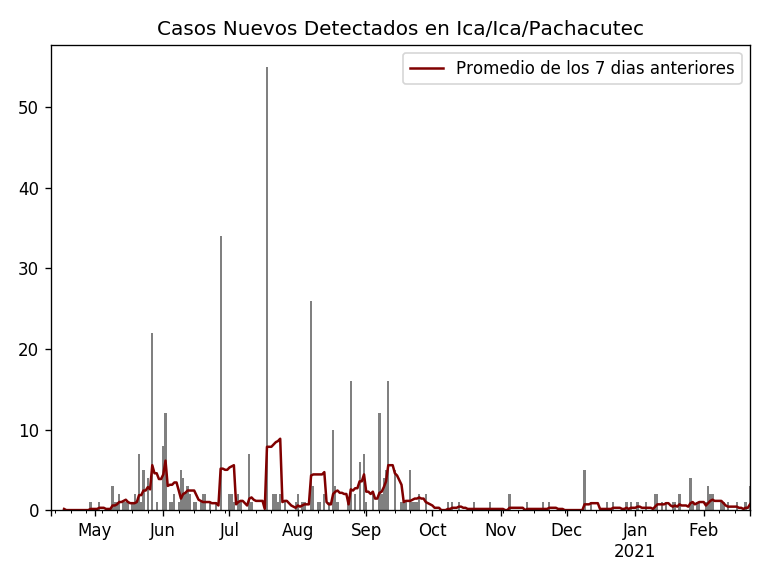 Casos Nuevos Detectados en Ica/Ica/Pachacutec
Promedio de los 7 dias anteriores
50
40
30
20
10
0
May Jun Jul Aug Sep Oct Nov Dec Jan Feb
2021